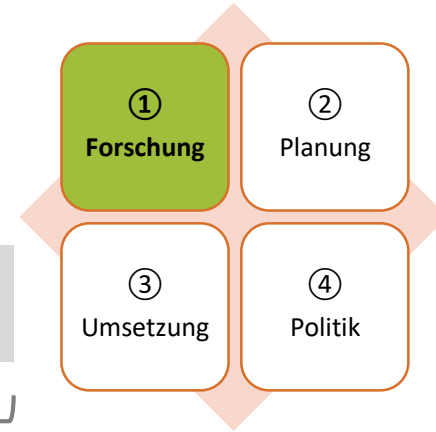 ①
Forschung
②
Planung
③
Umsetzung
④
Politik